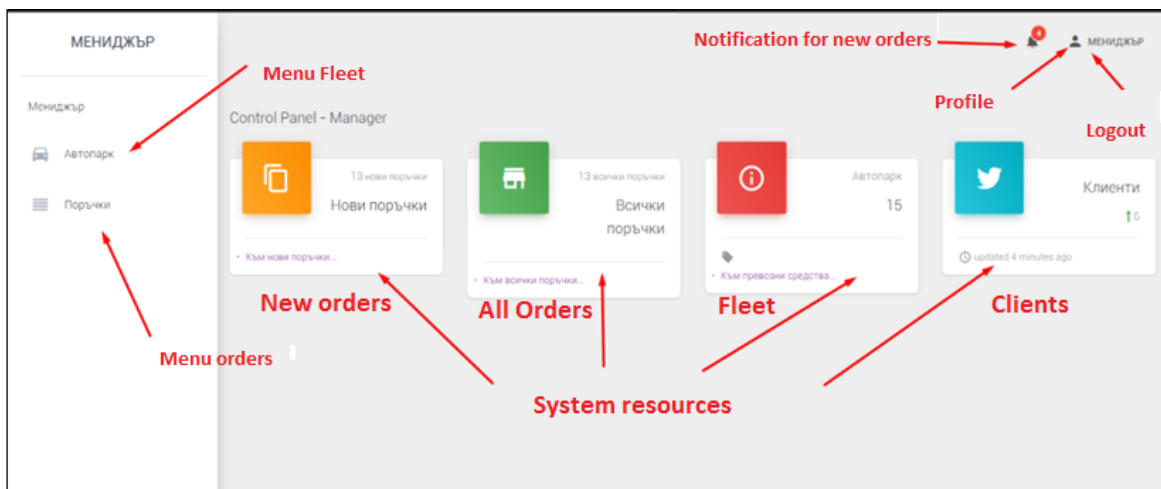 МЕНИДЖЪР
Notification for new orders
4
МЕНИДЖЪР
Menu Fleet
Profile
Logout
Мениджър
Control Panel - Manager
Автопарк
Поръчки
13 нови поръчки
Нови поръчки
Към нови поръчки...
13 всички поръчки
Всички
поръчки
Към всички поръчки...
Автопарк
15
Към превозни средства...
Клиенти
6
updated 4 minutes ago
New orders
All Orders
Fleet
Clients
Menu orders
System resources